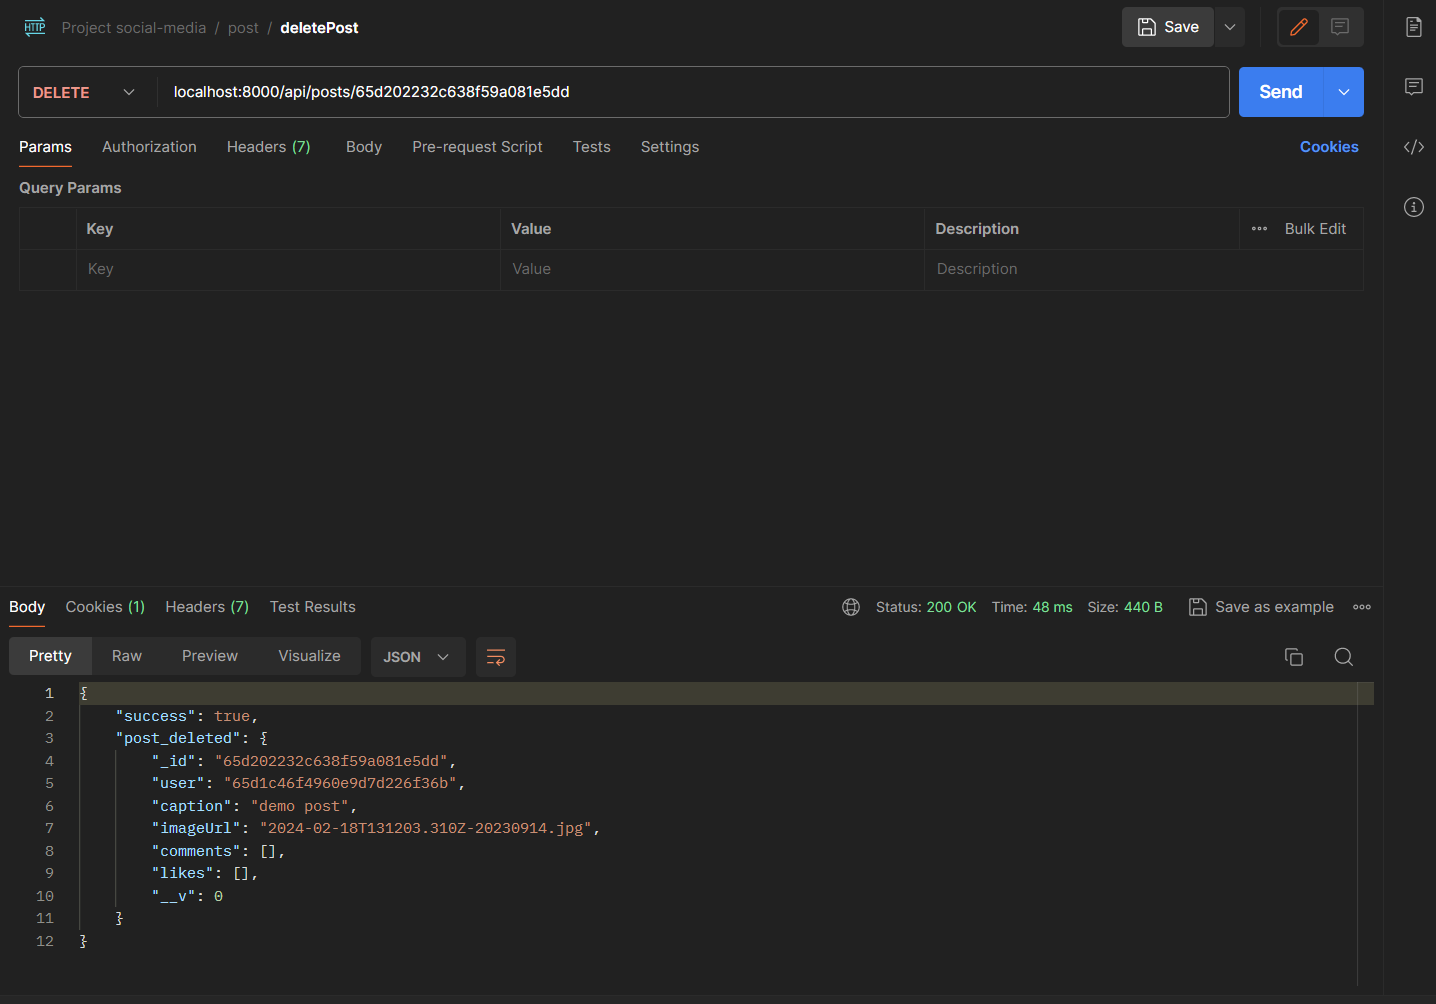 HTTP Project social-media / post / deletePost Save
DELETE localhost:8000/api/posts/65d202232c638f59a081e5dd Send
Params Authorization Headers (7) Body Pre-request Script Tests Settings Cookies
Query Params
Key Value Description Bulk Edit
Key Value Description
Body Cookies (1) Headers (7) Test Results Status: 200 OK Time: 48 ms Size: 440 B Save as example
Pretty Raw Preview Visualize JSON
1 {
2 "success": true,
3 "post_deleted": {
4 "_id": "65d202232c638f59a081e5dd",
5 "user": "65d1c46f4960e9d7d226f36b",
6 "caption": "demo post",
7 "imageUrl": "2024-02-18T131203.310Z-20230914.jpg",
8 "comments": [],
9 "likes": [],
10 "__v": 0
11 }
12 }